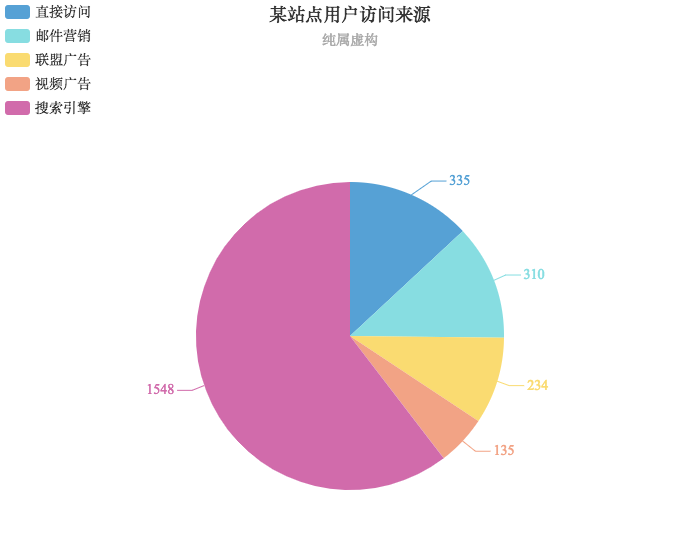 某站点用户访问来源
纯属虚构
直接访问
邮件营销
联盟广告
视频广告
搜索引擎
335
310
234
135
1548